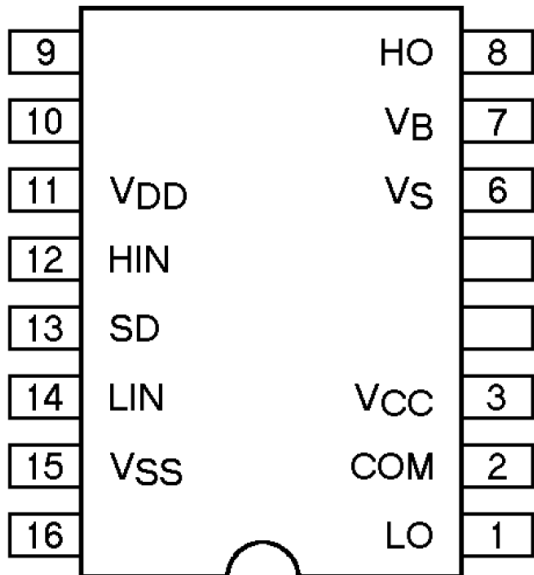 9 HO 8
10 VB 7
11 VDD VS 6
12 HIN
13 SD
14 LIN VCC 3
15 VSS COM 2
16 LO 1